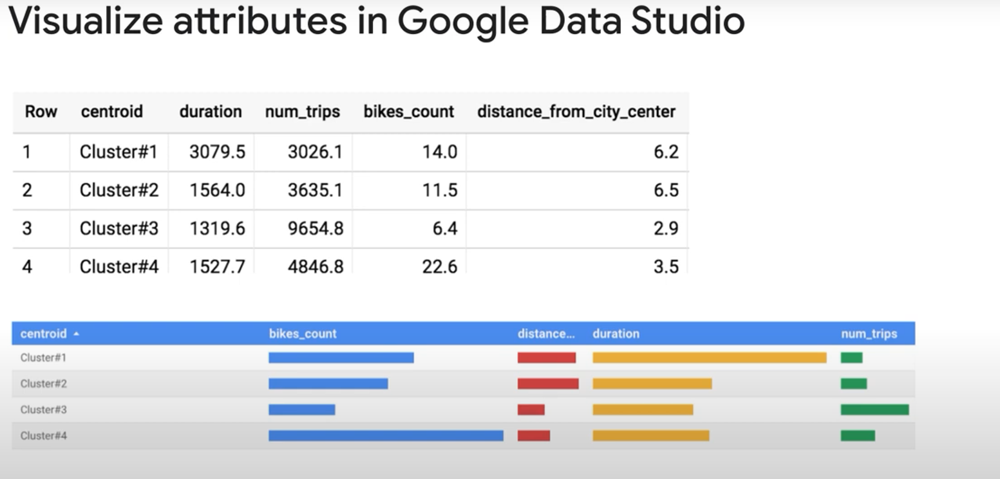 Visualize attributes in Google Data Studio
Row centroid duration num_trips bikes_count distance_from_city_center
1 Cluster#1 3079.5 3026.1 14.0 6.2
2 Cluster#2 1564.0 3635.1 11.5 6.5
3 Cluster#3 1319.6 9654.8 6.4 2.9
4 Cluster#4 1527.7 4846.8 22.6 3.5
centroid bikes_count distance... duration num_trips
Cluster#1
Cluster#2
Cluster#3
Cluster#4